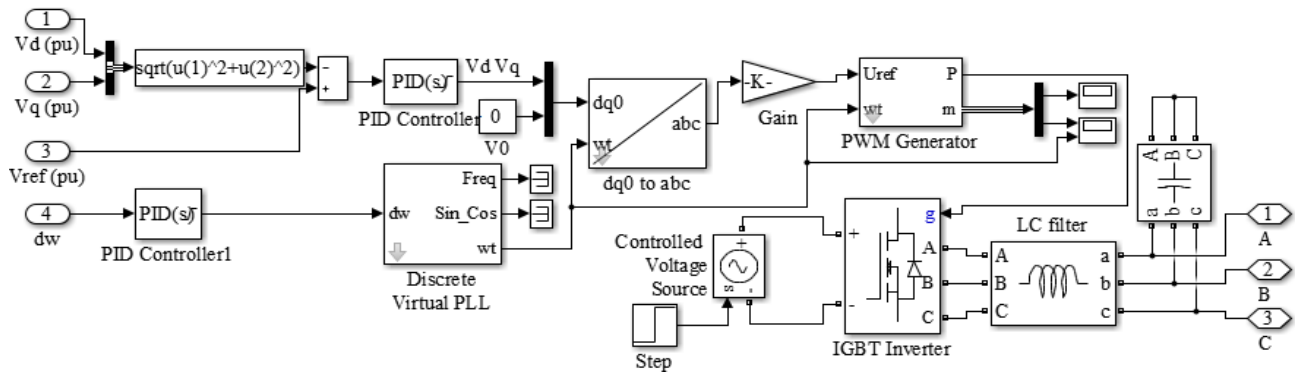 1
Vd (pu)
2
Vq (pu)
3
Vref (pu)
4
dw
sqrt(u(1)^2+u(2)^2)
-
+
PID(s)
PID Controller
Vd Vq
0
V0
PID(s)
PID Controller1
dw
Freq
Sin_Cos
wt
Discrete
Virtual PLL
dq0
wt
abc
dq0 to abc
-K-
Gain
Uref
wt
P
m
PWM Generator
Controlled
Voltage
Source
+
s
-
Step
+
-
g
A
B
C
IGBT Inverter
LC filter
A
B
C
a
b
c
A
B
C
a
b
c
1
A
2
B
3
C